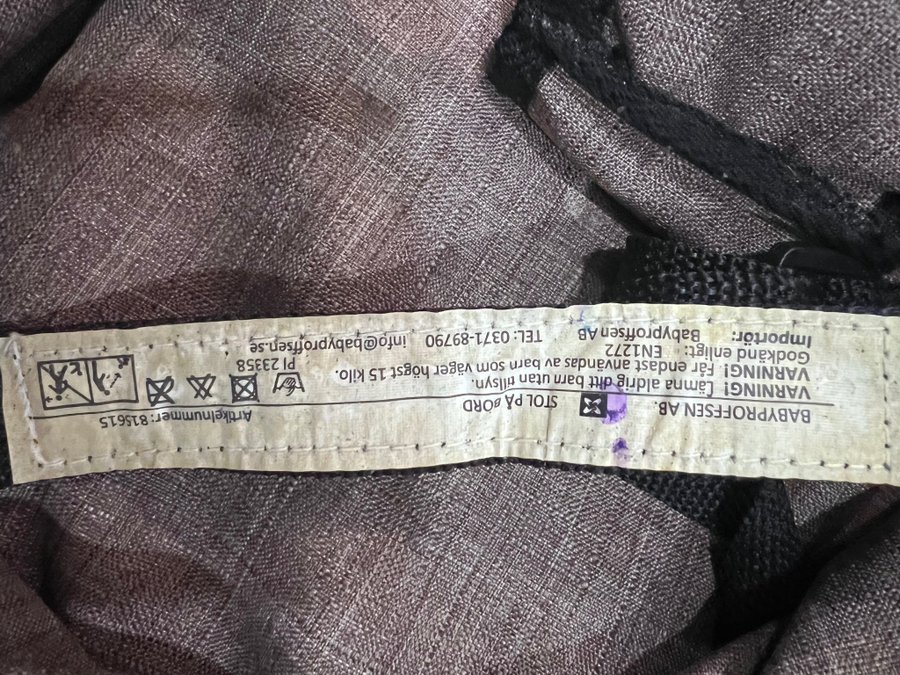 BABYPROFFSEN AB. STOL PÅ BORD Artikelnummer: 815615
VARNING! Lämna aldrig ditt barn utan tillsyn.
VARNING! Får endast användas av barn som väger högst 15 kilo.
Godkänd enligt: EN1272 PI 23358
Importör: Babyproffsen AB TEL: 0371-89790 info@babyproffsen.se